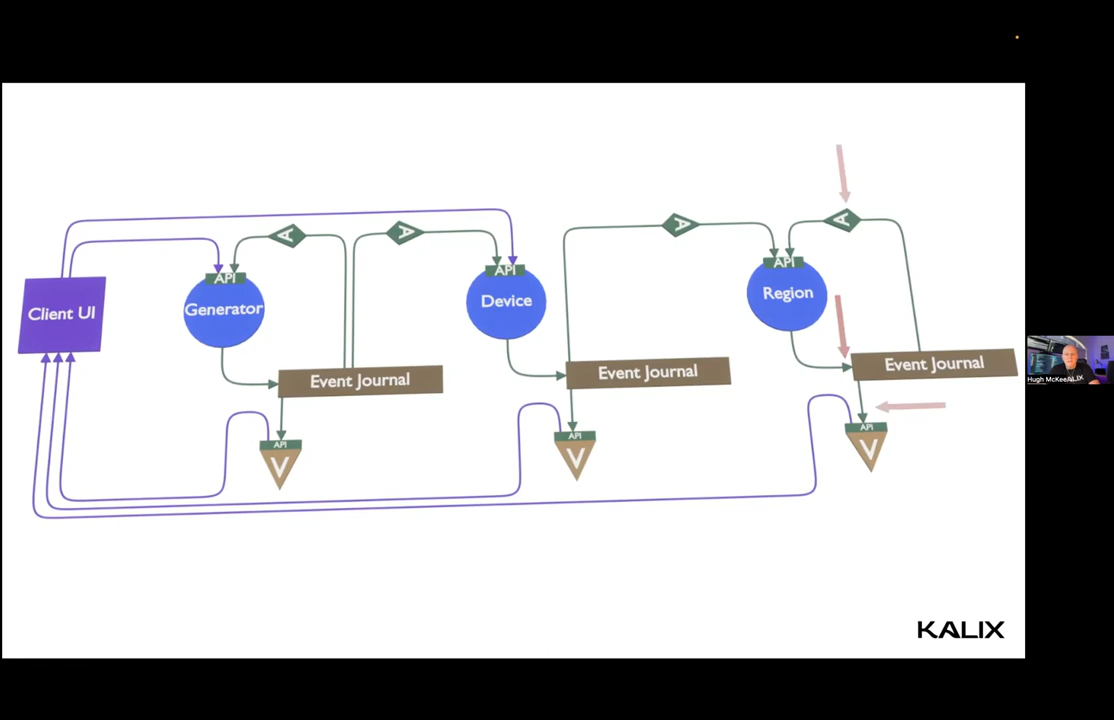 A
A
A
A
API
API
API
Client UI
Generator
Device
Region
Event Journal
Event Journal
Event Journal
API
V
API
V
API
V
Hugh McKee
KALIX
KALIX